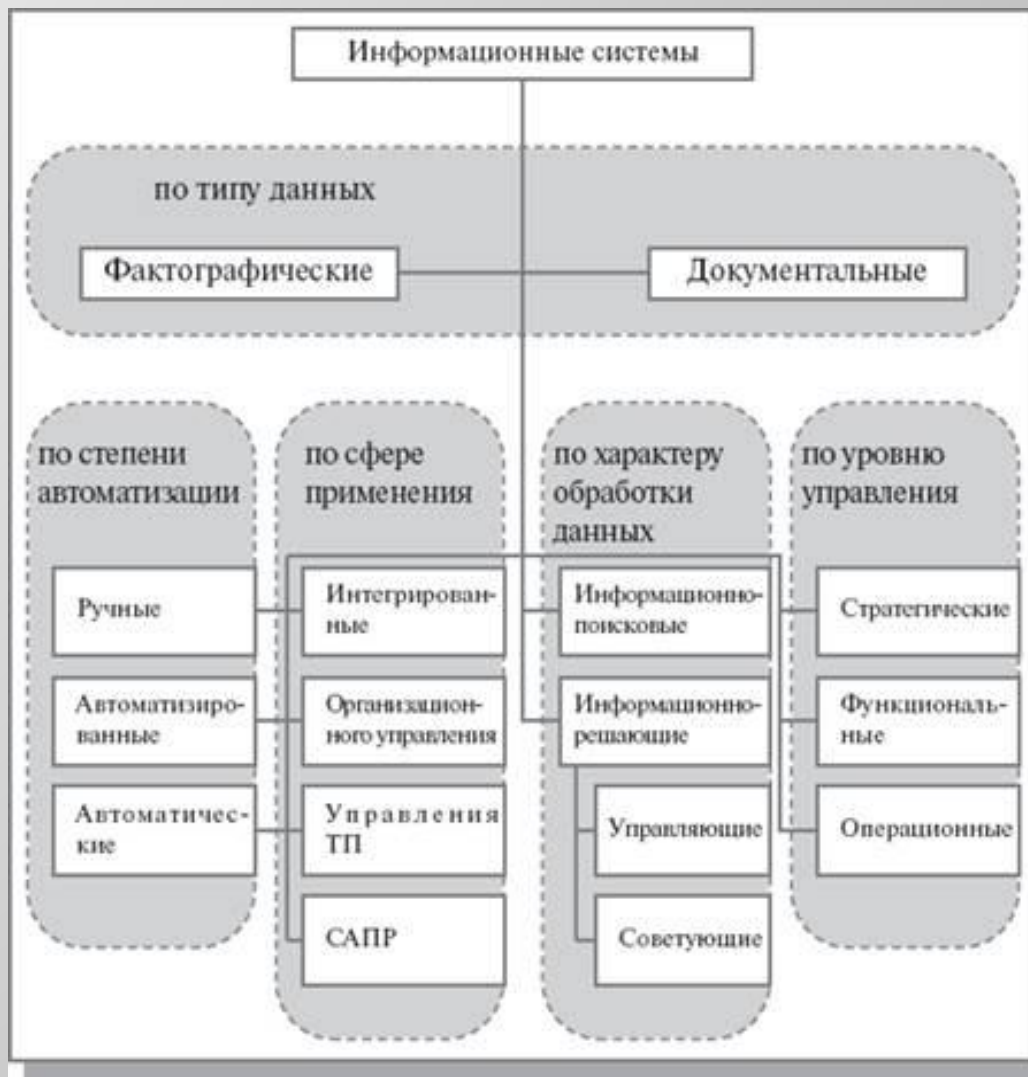 Информационные системы
по типу данных
Фактографические
Документальные
по степени
автоматизации
Ручные
Автоматизиро-
ванные
Автоматичес-
кие
по сфере
применения
Интегрирован-
ные
Организацион-
ного управления
Управления
ТП
САПР
по характеру
обработки
данных
Информационно-
поисковые
Информационно-
решающие
Управляющие
Советующие
по уровню
управления
Стратегические
Функциональ-
ные
Операционные